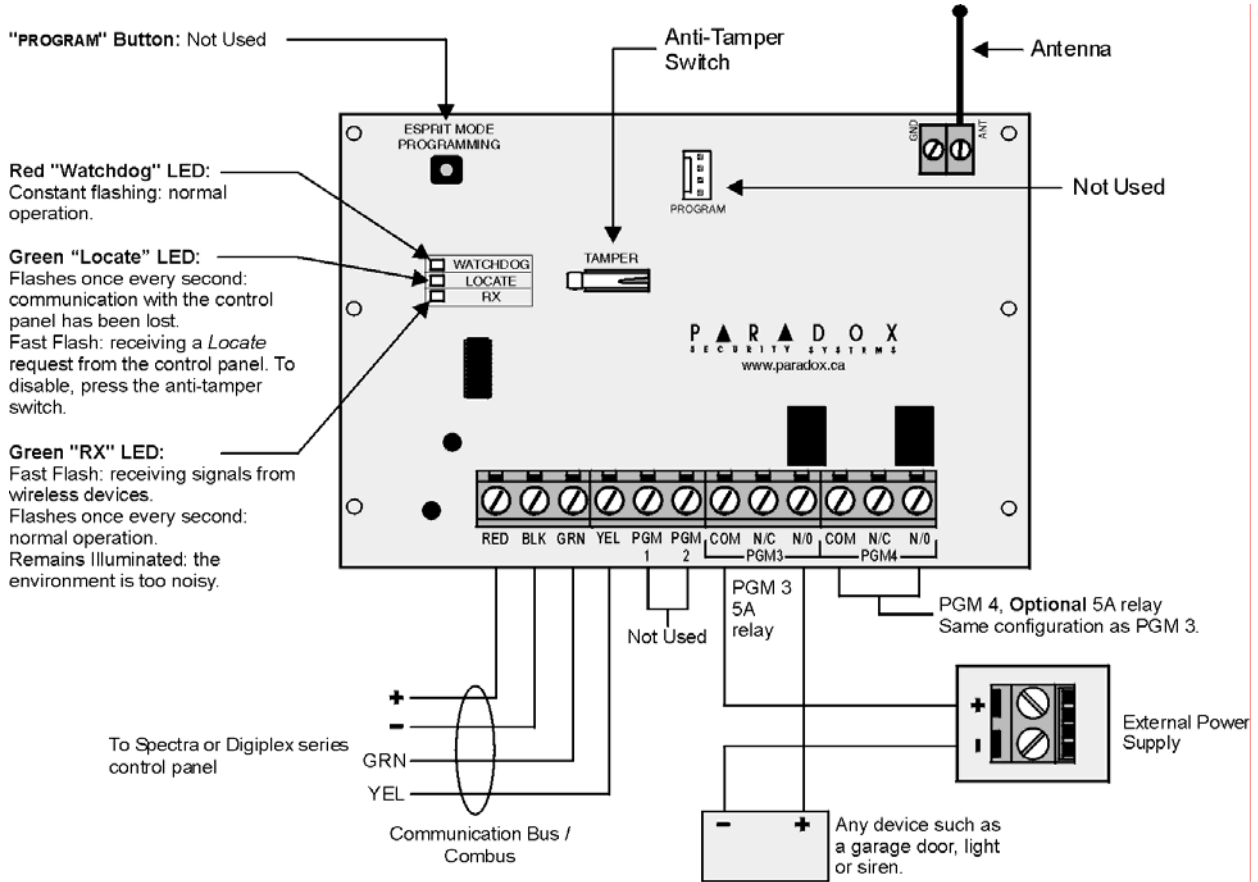 "PROGRAM" Button: Not Used
Anti-Tamper
Switch
Antenna
ESPRIT MODE
PROGRAMMING
GND
ANT
Red "Watchdog" LED:
Constant flashing: normal
operation.
PROGRAM
Not Used
Green “Locate” LED:
Flashes once every second:
communication with the control
panel has been lost.
Fast Flash: receiving a Locate
request from the control panel. To
disable, press the anti-tamper
switch.
WATCHDOG
LOCATE
RX
TAMPER
PARADOX
SECURITY SYSTEMS
www.paradox.ca
Green "RX" LED:
Fast Flash: receiving signals from
wireless devices.
Flashes once every second:
normal operation.
Remains Illuminated: the
environment is too noisy.
RED BLK GRN YEL PGM 1 PGM 2 COM N/C N/0 COM N/C N/0
PGM3 PGM4
Not Used
PGM 3
5A
relay
PGM 4, Optional 5A relay
Same configuration as PGM 3.
+
-
GRN
YEL
To Spectra or Digiplex series
control panel
Communication Bus /
Combus
+
-
External Power
Supply
- +
Any device such as
a garage door, light
or siren.